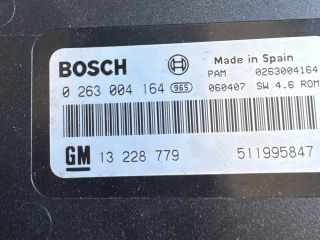 BOSCH
Made in Spain
PAM 0263004164
0 263 004 164 965
060407 SW 4.6 ROM
GM 13 228 779
511995847